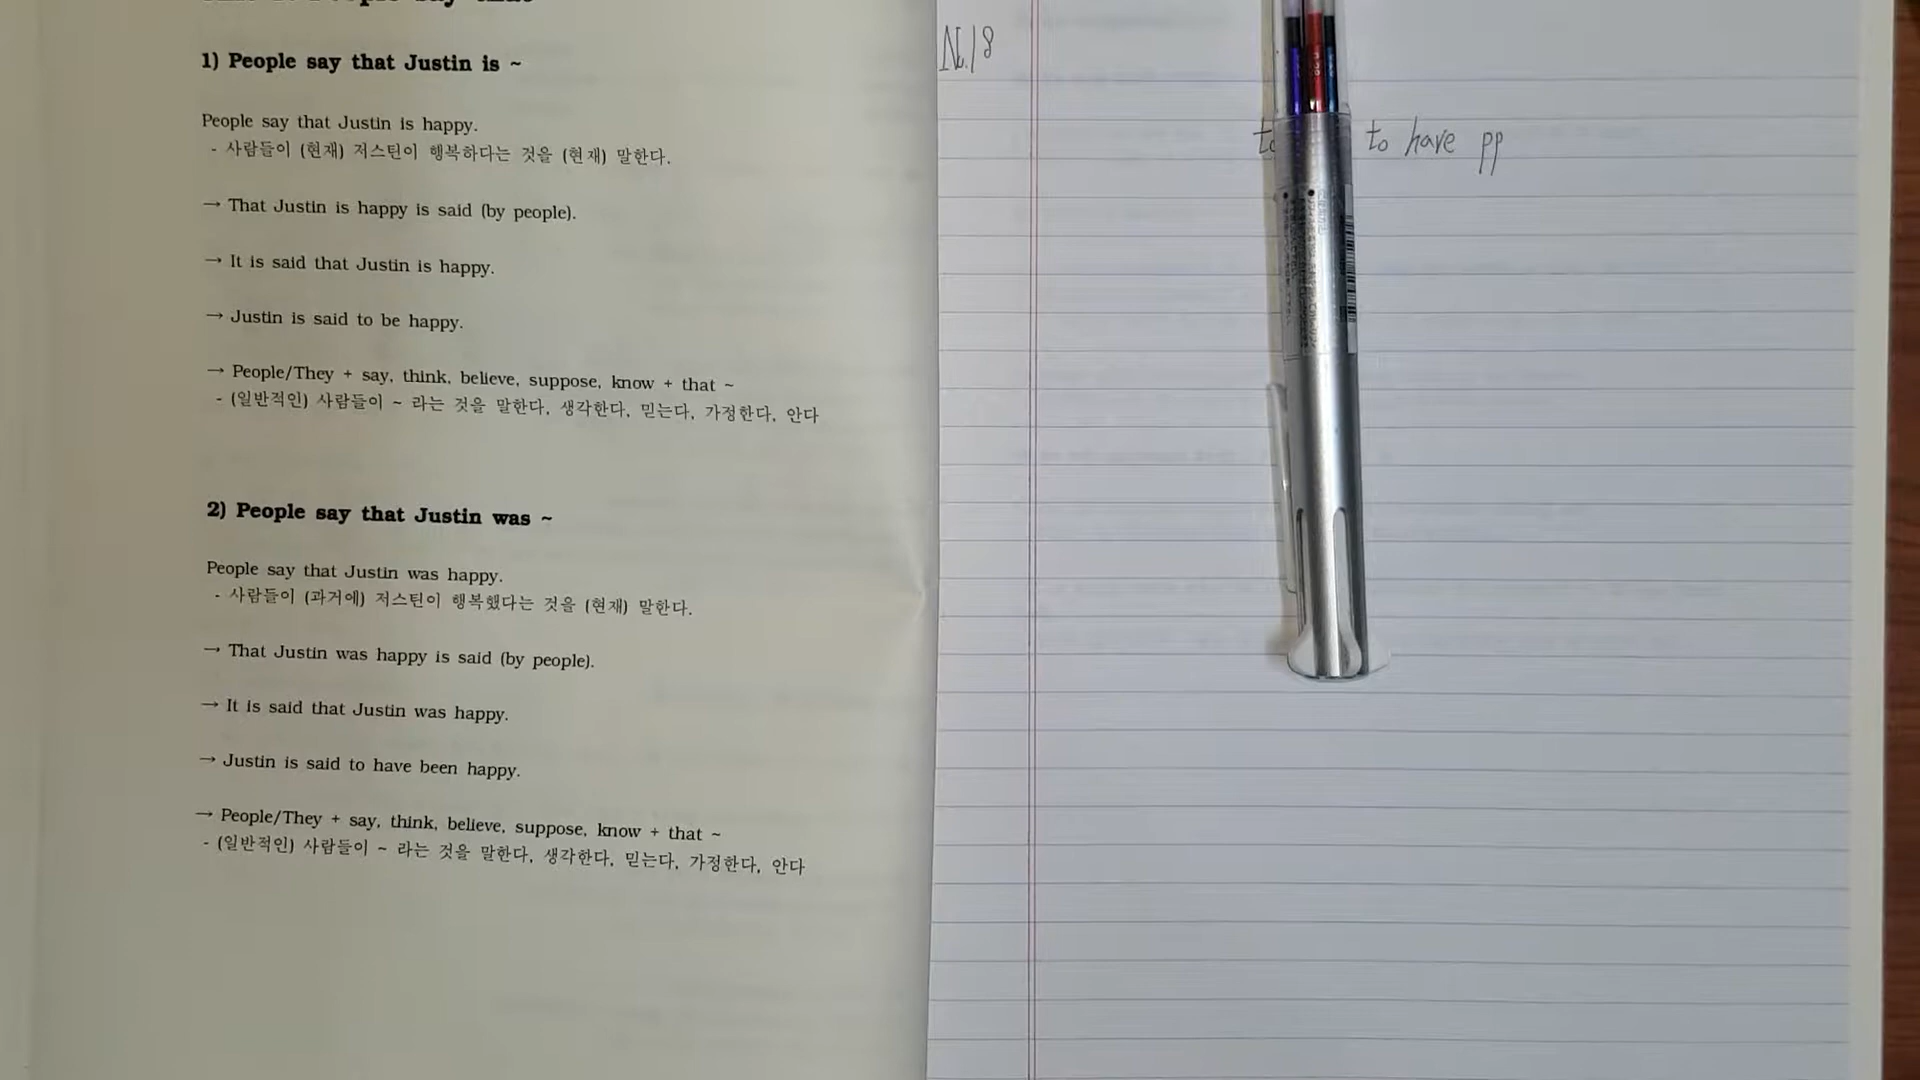 1) People say that Justin is ~
People say that Justin is happy.
- 사람들이 (현재) 저스틴이 행복하다는 것을 (현재) 말한다.
→ That Justin is happy is said (by people).
→ It is said that Justin is happy.
→ Justin is said to be happy.
→ People/They + say, think, believe, suppose, know + that ~
- (일반적인) 사람들이 ~ 라는 것을 말한다, 생각한다, 믿는다, 가정한다, 안다
2) People say that Justin was ~
People say that Justin was happy.
- 사람들이 (과거에) 저스틴이 행복했다는 것을 (현재) 말한다.
→ That Justin was happy is said (by people).
→ It is said that Justin was happy.
→ Justin is said to have been happy.
→ People/They + say, think, believe, suppose, know + that ~
- (일반적인) 사람들이 ~ 라는 것을 말한다, 생각한다, 믿는다, 가정한다, 안다
N.18
to have pp